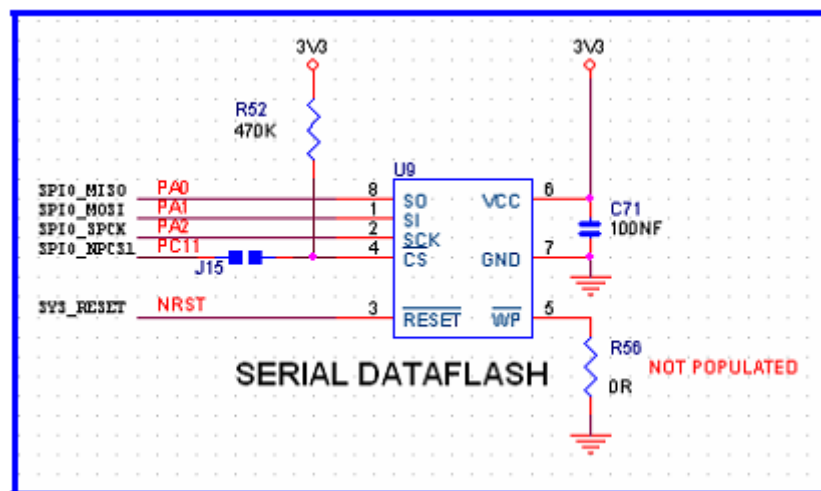 3V3
3V3
R52
470K
U9
SPI0_MISO PA0 8 SO VCC 6
SPI0_MOSI PA1 1 SI
SPI0_SPCK PA2 2 SCK
SPI0_NPCS1 PC11 4 CS GND 7
C71
100NF
J15
SYS_RESET NRST 3 RESET WP 5
R56
0R
NOT POPULATED
SERIAL DATAFLASH